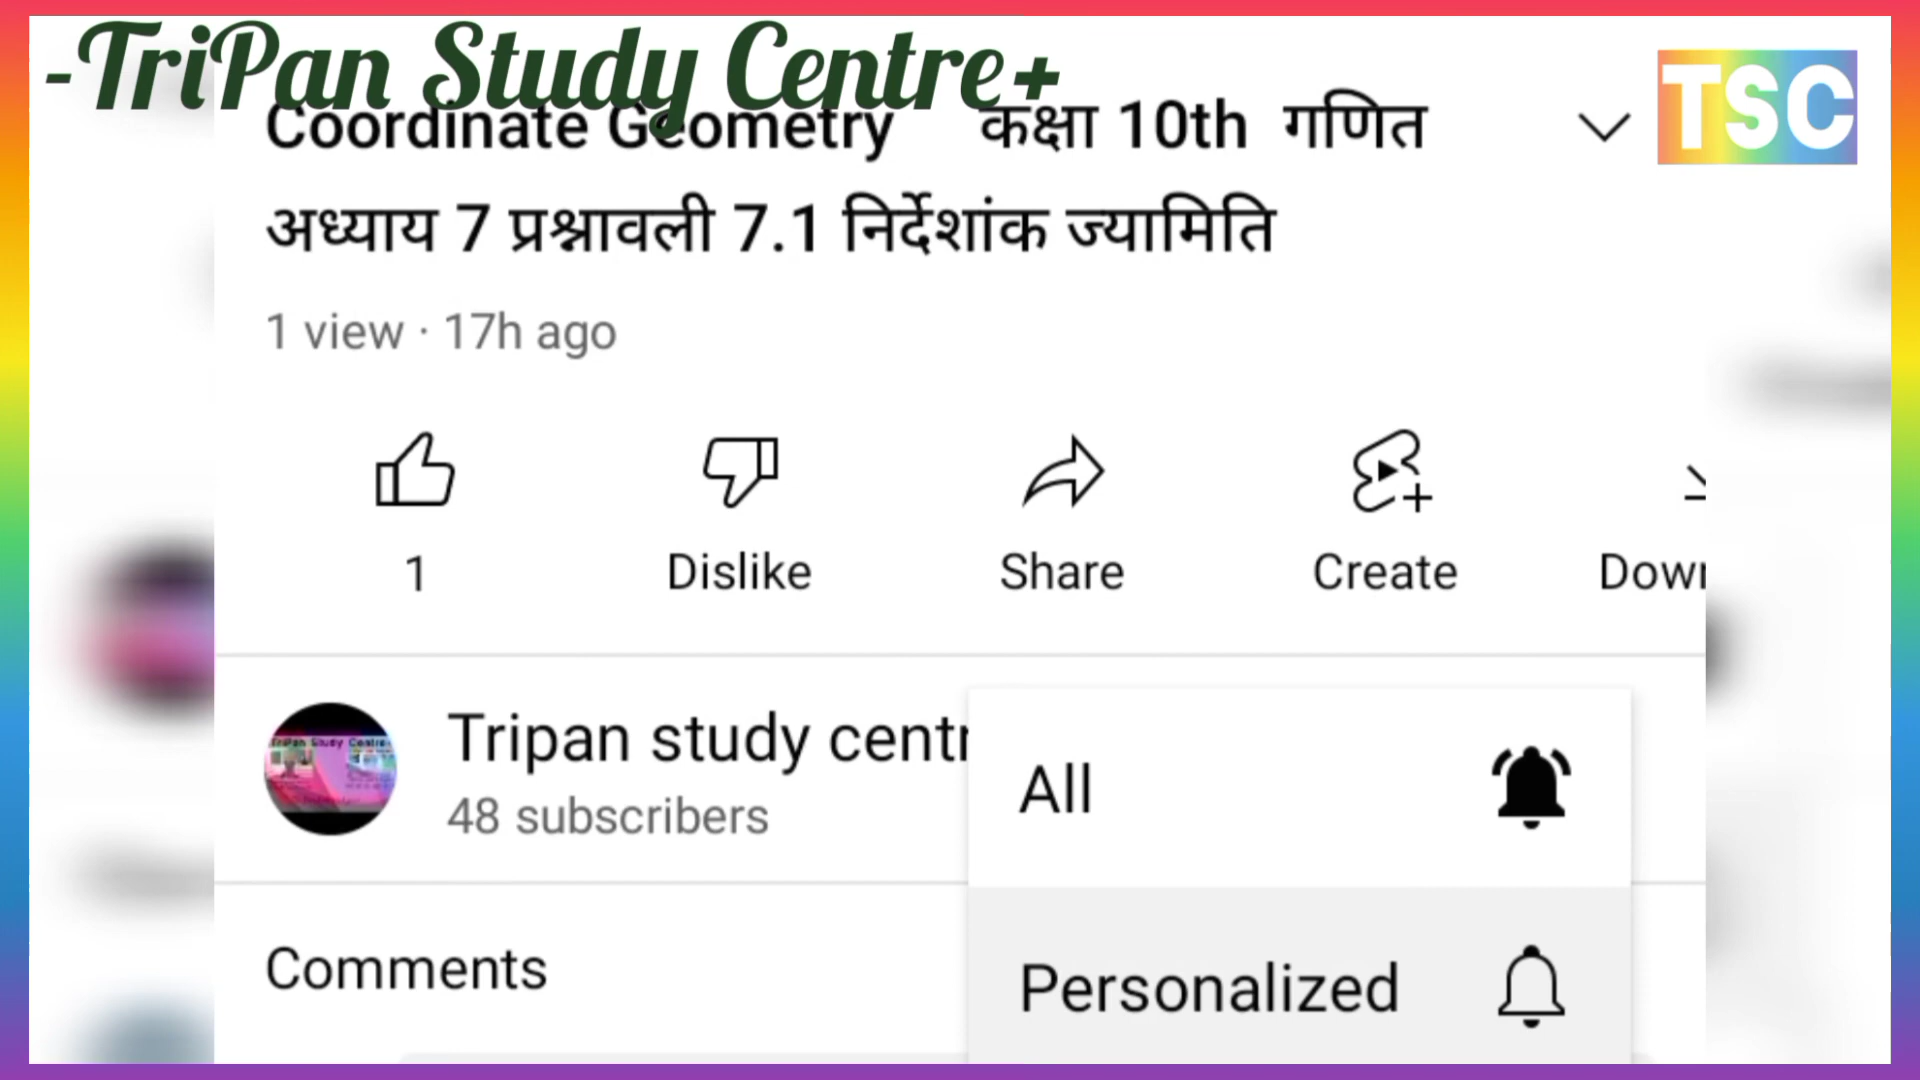 -TriPan Study Centre+
TSC
Coordinate Geometry कक्षा 10th गणित
अध्याय 7 प्रश्नावली 7.1 निर्देशांक ज्यामिति
1 view · 17h ago
1
Dislike
Share
Create
Down
Tripan study centr
48 subscribers
All
Comments
Personalized